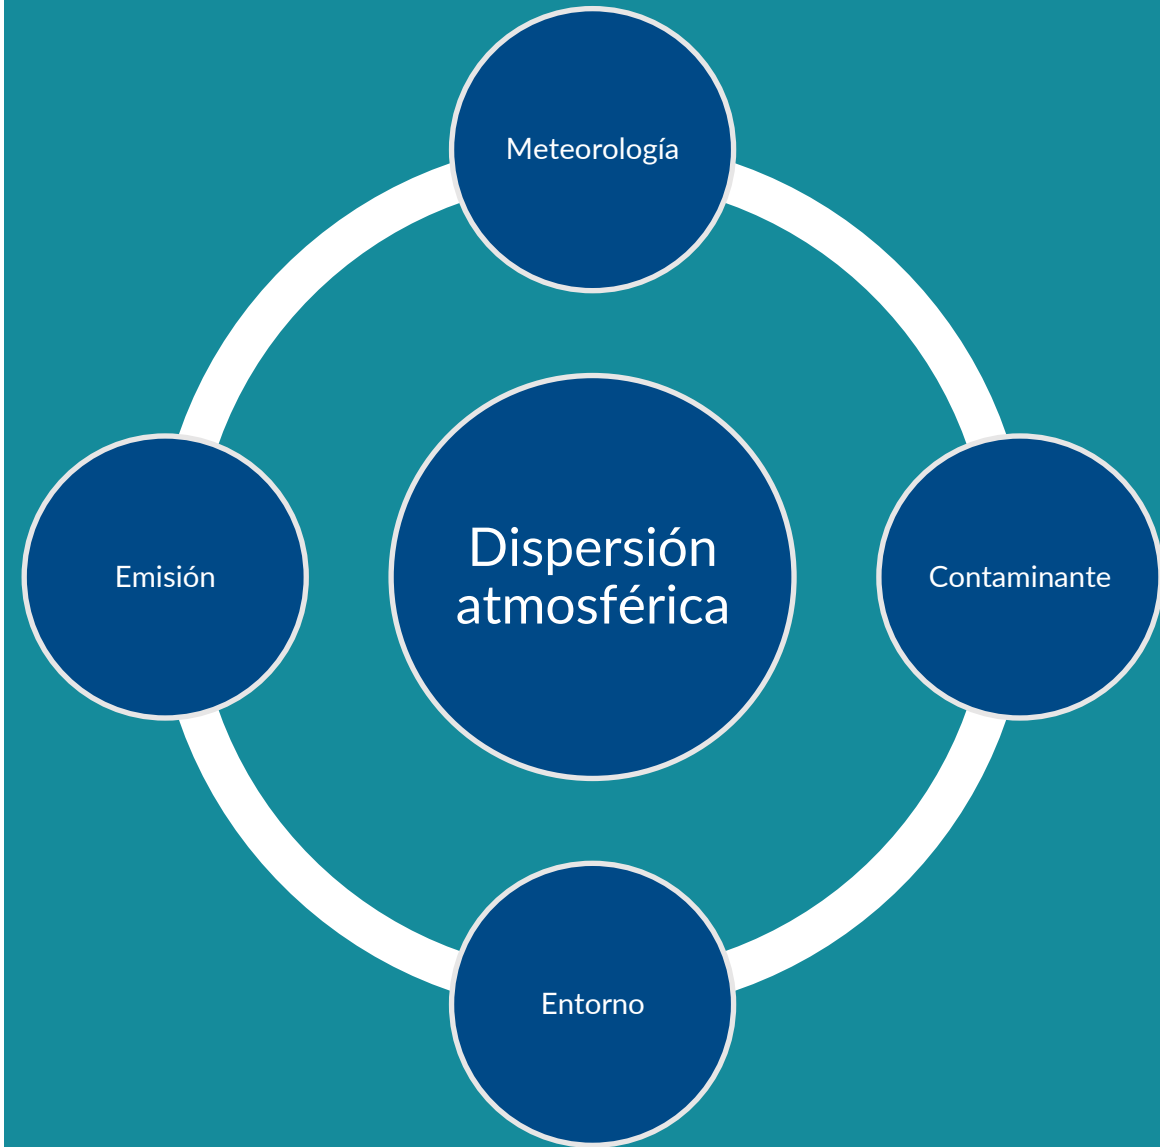 Meteorología
Emisión
Dispersión
atmosférica
Contaminante
Entorno